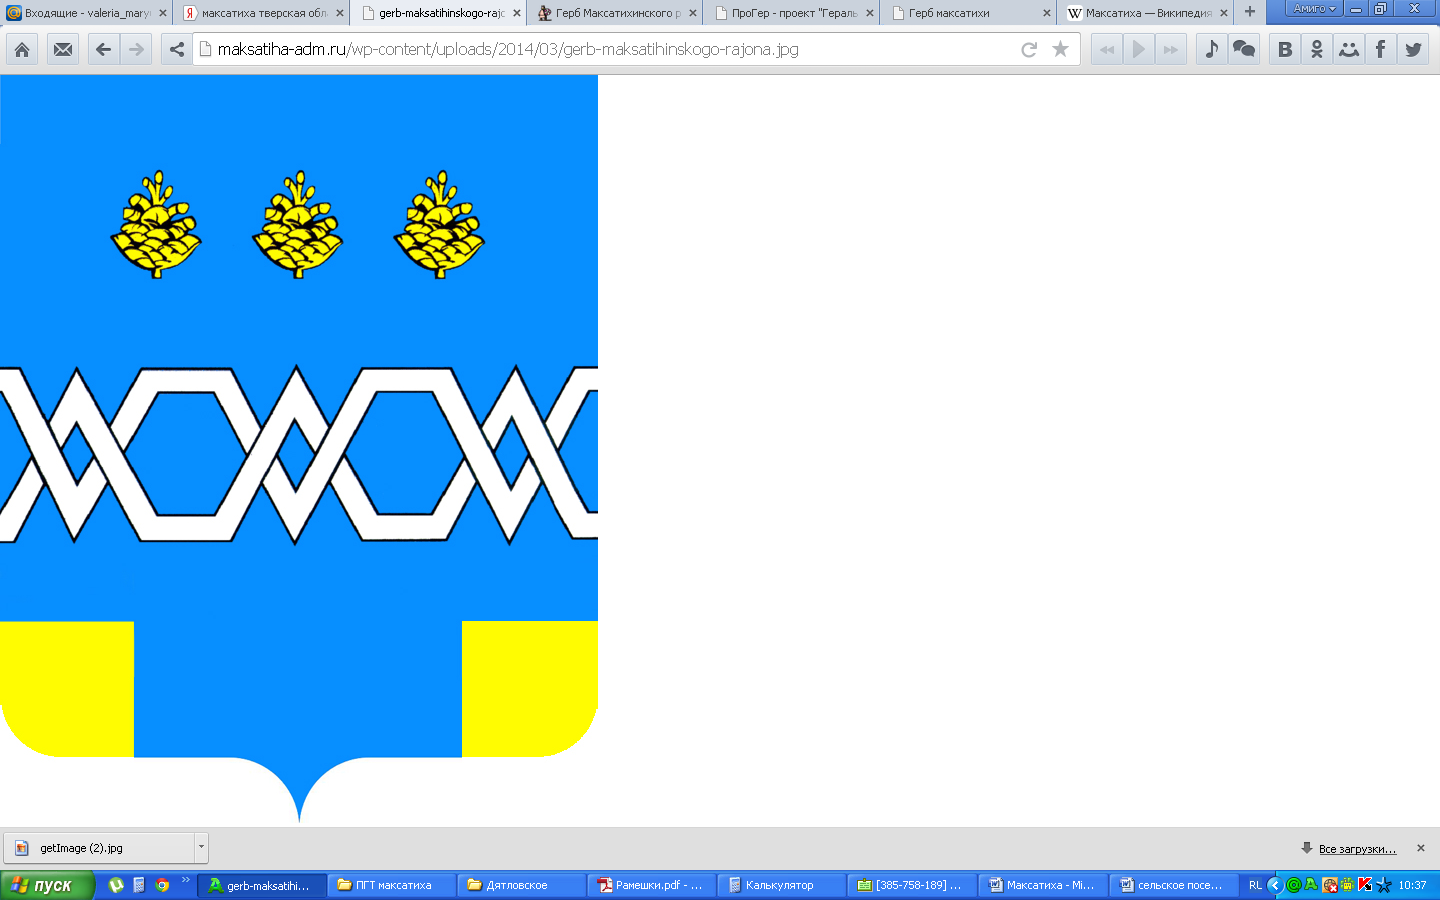 Входящие - valeria_mary
максатиха тверская обл
gerb-maksatihinskogo-rajo
Герб Максатихинского р
ПроГер - проект "Гераль
Герб максатихи
Максатиха — Википедия
Амиго
maksatiha-adm.ru/wp-content/uploads/2014/03/gerb-maksatihinskogo-rajona.jpg
getImage (2).jpg
Все загрузки...
пуск
gerb-maksatihi...
ПГТ максатиха
Дятловское
Рамешки.pdf - ...
Калькулятор
[385-758-189] ...
Максатиха - Mi...
сельское посе...
RL
10:37